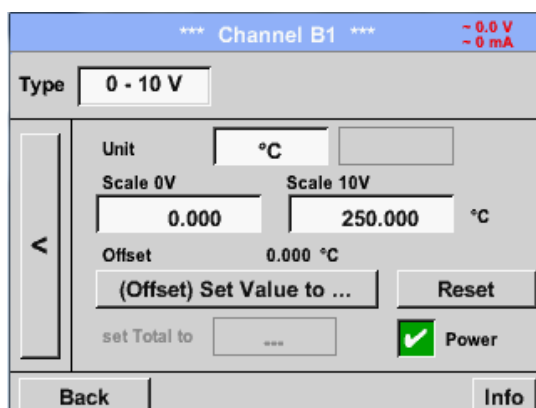 *** Channel B1 ***
~ 0.0 V
~ 0 mA
Type 0 - 10 V
Unit °C
Scale 0V Scale 10V
0.000 250.000 °C
<
Offset 0.000 °C
(Offset) Set Value to ... Reset
set Total to --- Power
Back Info